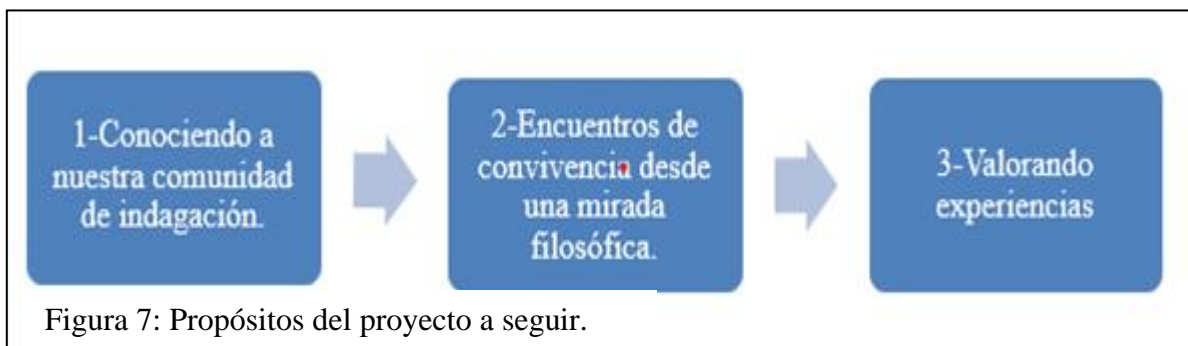 1-Conociendo a
nuestra comunidad
de indagación.
2-Encuentros de
convivencia desde
una mirada
filosófica.
3-Valorando
experiencias
Figura 7: Propósitos del proyecto a seguir.